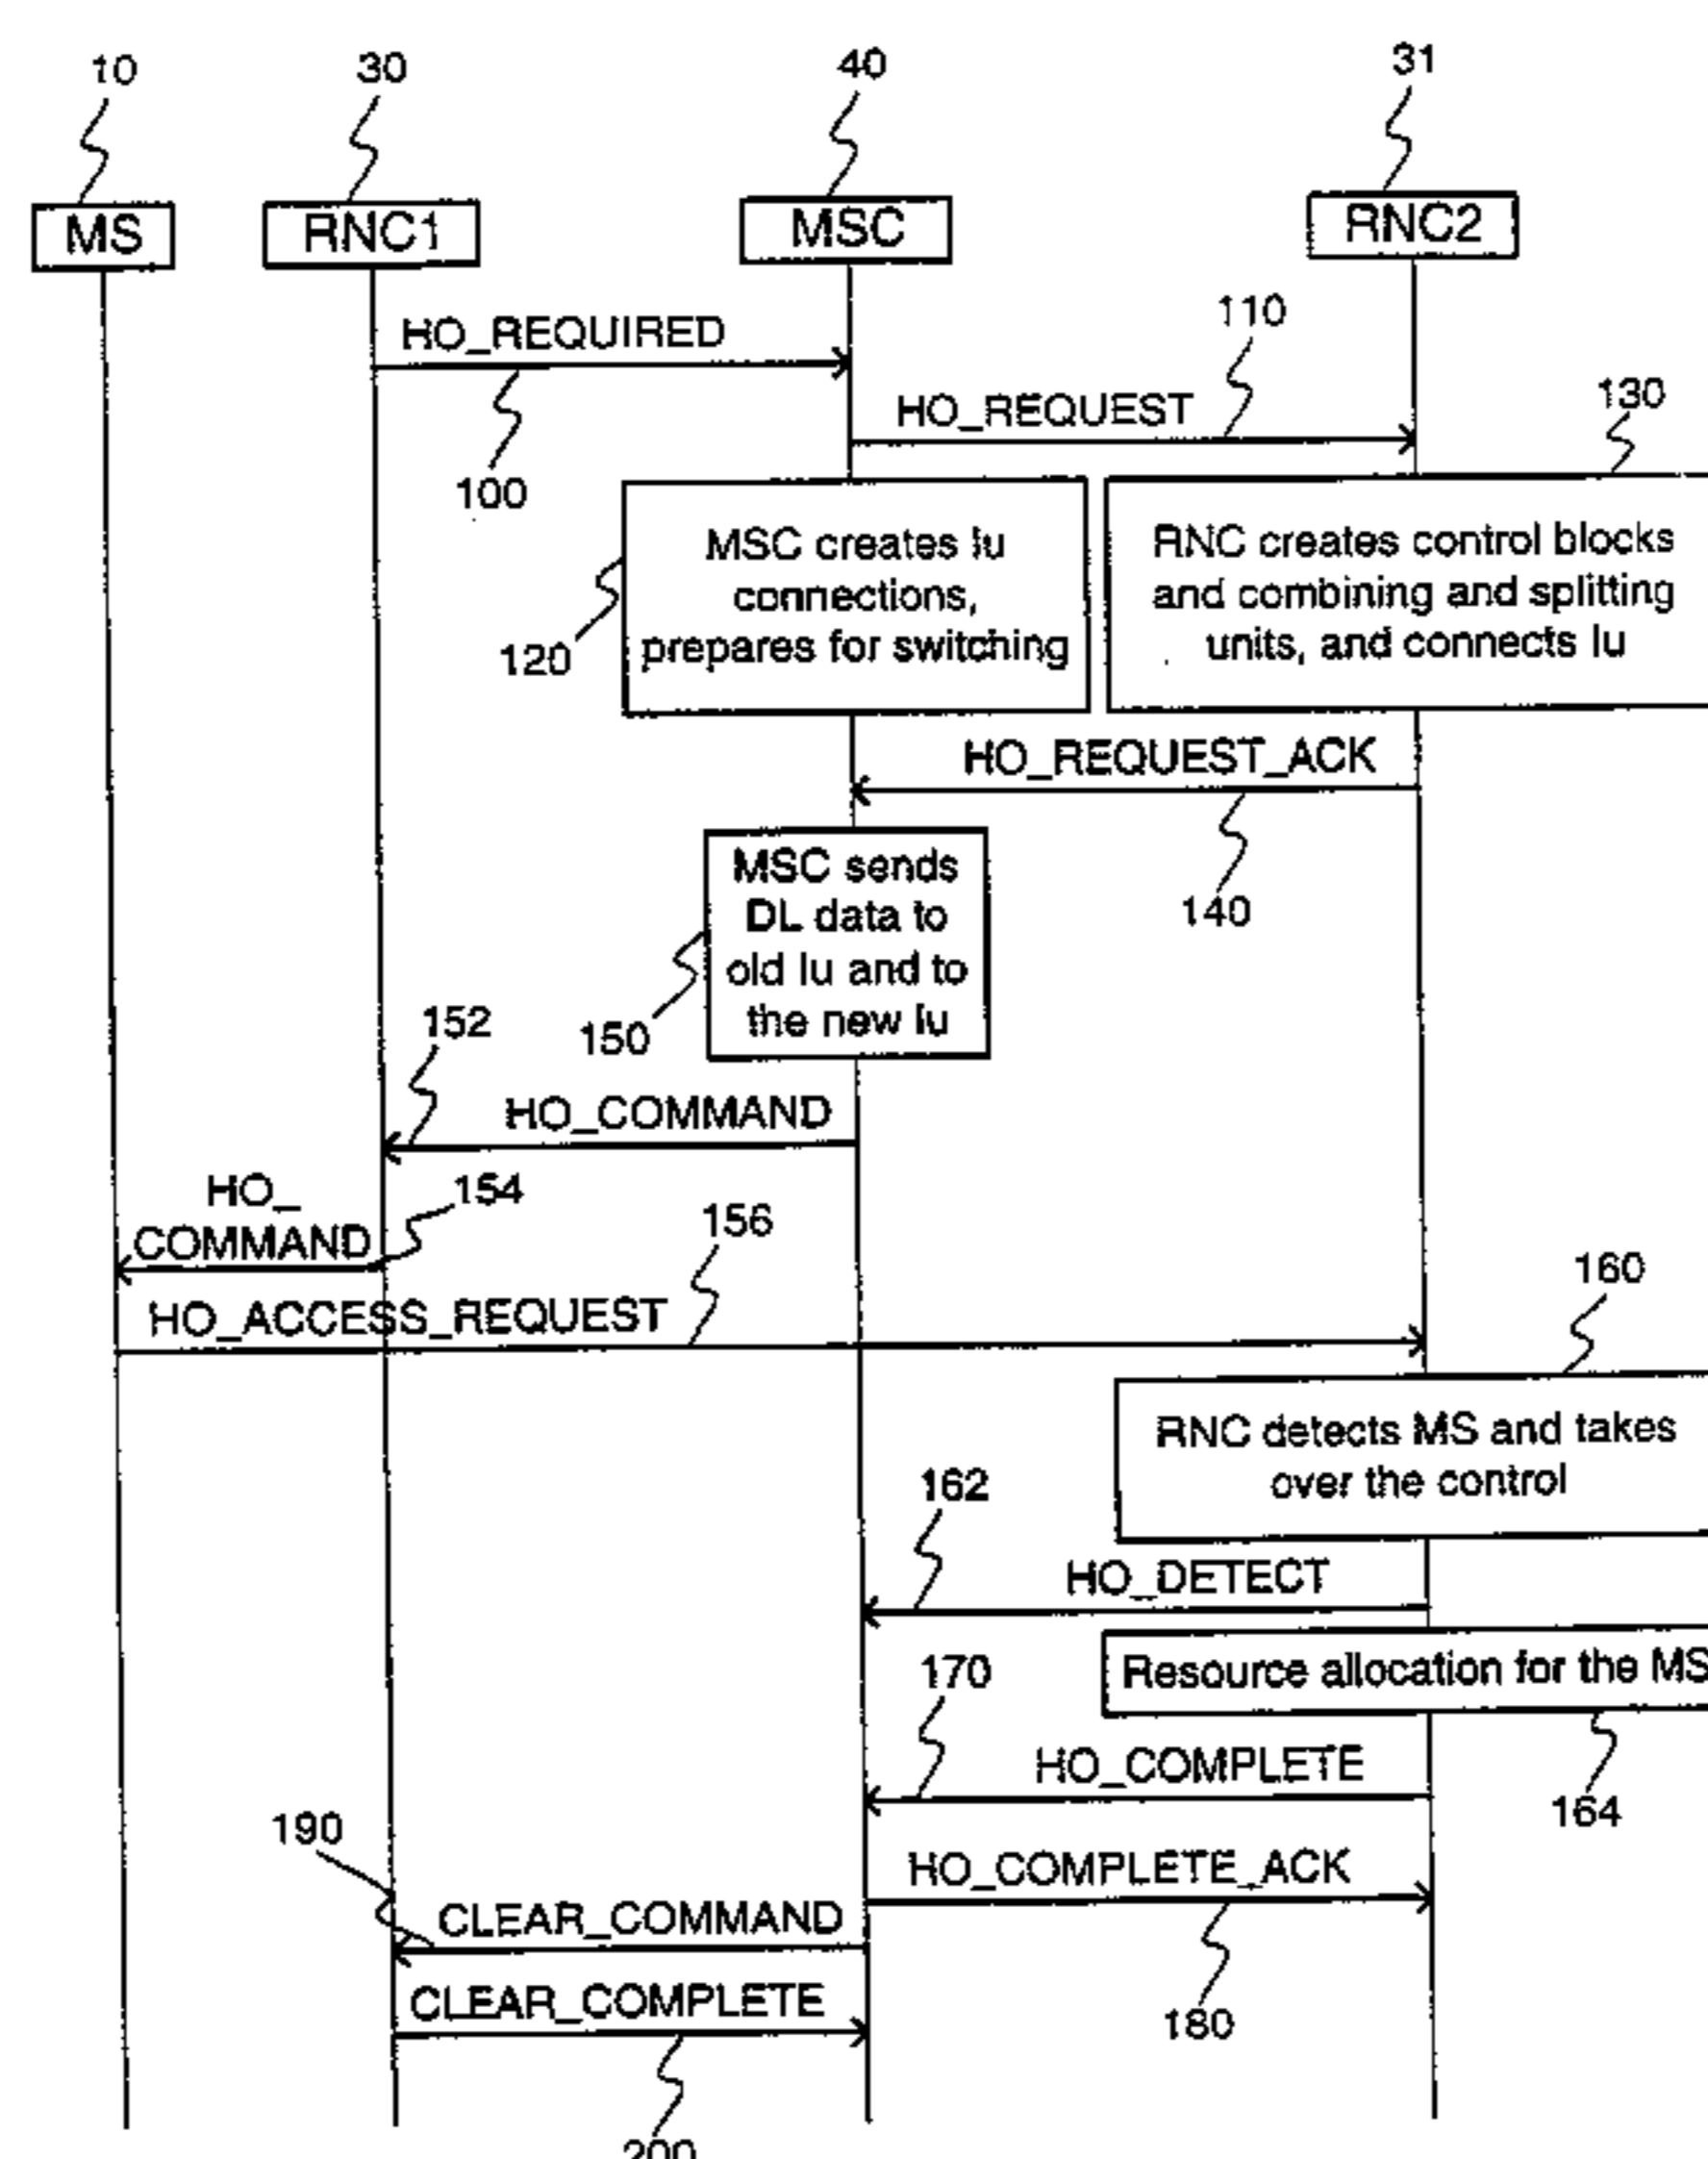 10
30
40
31
MS
RNC1
MSC
RNC2
HO_REQUIRED
110
100
HO_REQUEST
130
MSC creates Iu
connections,
prepares for switching
120
RNC creates control blocks
and combining and splitting
units, and connects Iu
HO_REQUEST_ACK
140
MSC sends
DL data to
old Iu and to
the new Iu
150
152
HO_COMMAND
HO_
COMMAND
154
156
HO_ACCESS_REQUEST
160
RNC detects MS and takes
over the control
162
HO_DETECT
Resource allocation for the MS
170
HO_COMPLETE
164
190
HO_COMPLETE_ACK
CLEAR_COMMAND
CLEAR_COMPLETE
180
200